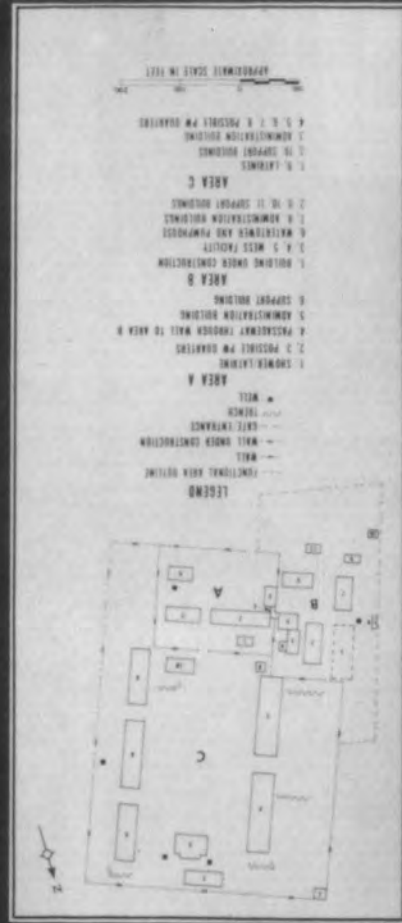 N
C
B
A
LEGEND
FUNCTIONAL AREA OUTLINE
WALL
WALL UNDER CONSTRUCTION
GATE ENTRANCE
TRENCH
WELL
AREA A
1 SHOWER/LATRINE
2, 3 POSSIBLE PW QUARTERS
4 PASSAGEWAY THROUGH WALL TO AREA B
5 ADMINISTRATION BUILDING
6 SUPPORT BUILDING
AREA B
1 BUILDING UNDER CONSTRUCTION
3, 4, 5 MESS FACILITY
6 WATERTOWER AND PUMPHOUSE
7, 8 ADMINISTRATION BUILDINGS
2, 9, 10, 11 SUPPORT BUILDINGS
AREA C
1, 9 LATRINES
2, 10 SUPPORT BUILDINGS
3 ADMINISTRATION BUILDING
4, 5, 6, 7, 8 POSSIBLE PW QUARTERS
100 0 100 200
APPROXIMATE SCALE IN FEET